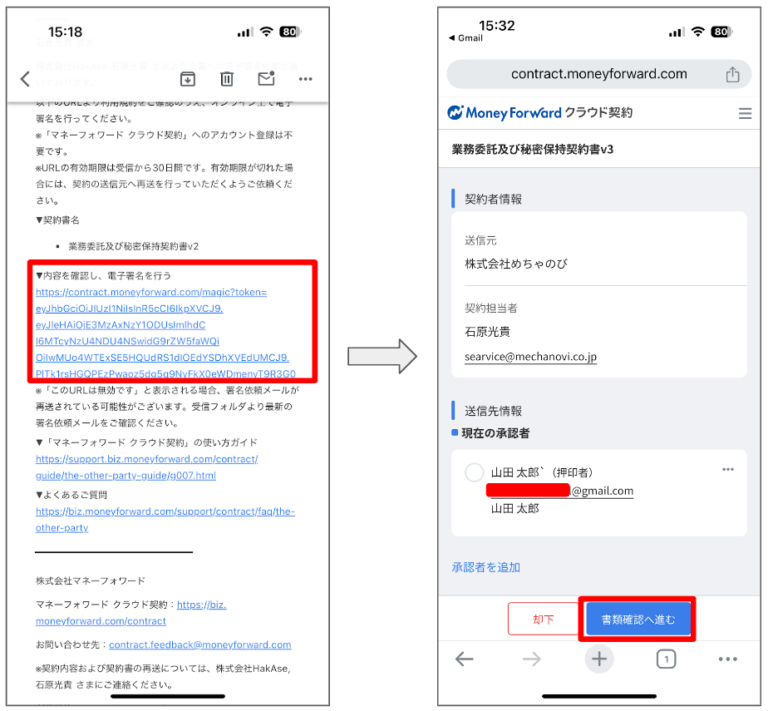 15:18
80
以下のURLより利用規約をご確認のうえ、オンライン上で電子
署名を行ってください。
※「マネーフォワード クラウド契約」へのアカウント登録は不
要です。
※URLの有効期限は受信から30日間です。有効期限が切れた場
合には、契約の送信元へ再送を行っていただくようご依頼くだ
さい。
▼契約書名
• 業務委託及び秘密保持契約書v2
▼内容を確認し、電子署名を行う
https://contract.moneyforward.com/magic?token=
※「このURLは無効です」と表示される場合、署名依頼メールが
再送されている可能性がございます。受信フォルダより最新の
署名依頼メールをご確認ください。
▼「マネーフォワード クラウド契約」の使い方ガイド
https://support.biz.moneyforward.com/contract/
guide/the-other-party-guide/g007.html
▼よくあるご質問
https://biz.moneyforward.com/support/contract/faq/the-
other-party
株式会社マネーフォワード
マネーフォワード クラウド契約：https://biz.
moneyforward.com/contract
お問い合わせ先：contract.feedback@moneyforward.com
※契約内容および契約書の再送については、株式会社HakAse,
石原光貴 さまにご連絡ください。
15:32
◀ Gmail
80
contract.moneyforward.com
Money Forward クラウド契約
業務委託及び秘密保持契約書v3
契約者情報
送信元
株式会社めちゃのび
契約担当者
石原光貴
searvice@mechanovi.co.jp
送信先情報
現在の承認者
山田 太郎`（押印者）
@gmail.com
山田 太郎
承認者を追加
却下
書類確認へ進む
1